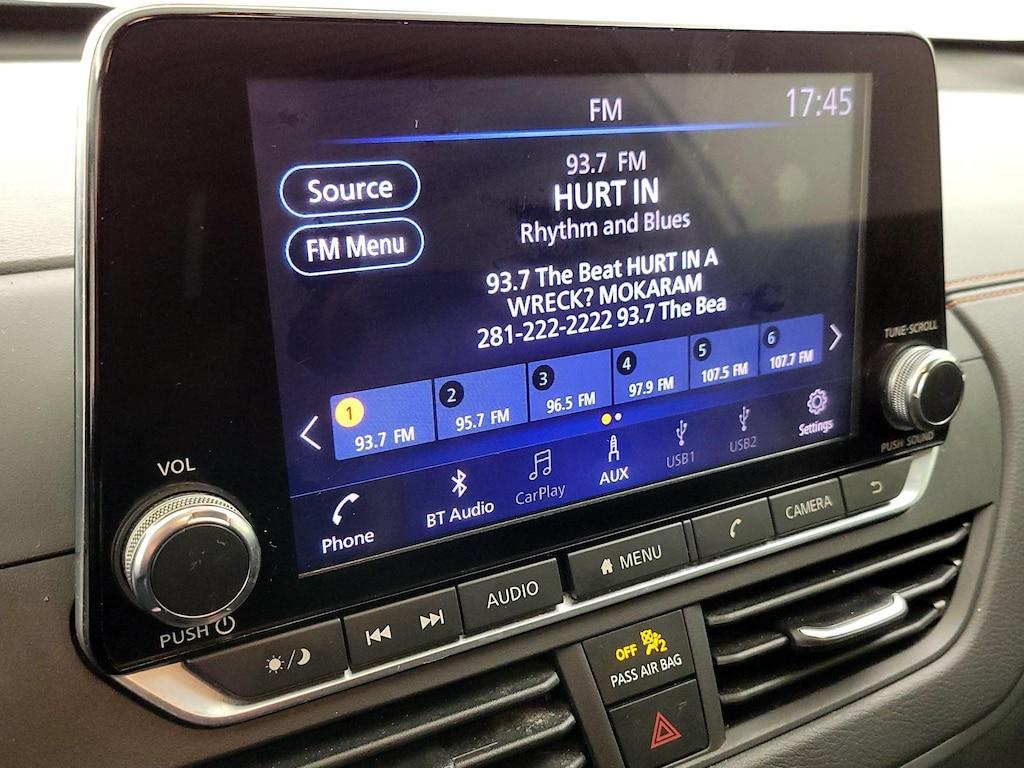 FM
17:45
Source
FM Menu
93.7 FM
HURT IN
Rhythm and Blues
93.7 The Beat HURT IN A
WRECK? MOKARAM
281-222-2222 93.7 The Bea
1
93.7 FM
2
95.7 FM
3
96.5 FM
4
97.9 FM
5
107.5 FM
6
107.7 FM
Phone
BT Audio
CarPlay
AUX
USB1
USB2
Settings
VOL
PUSH
TUNE·SCROLL
PUSH SOUND
AUDIO
MENU
CAMERA
OFF 2
PASS AIR BAG